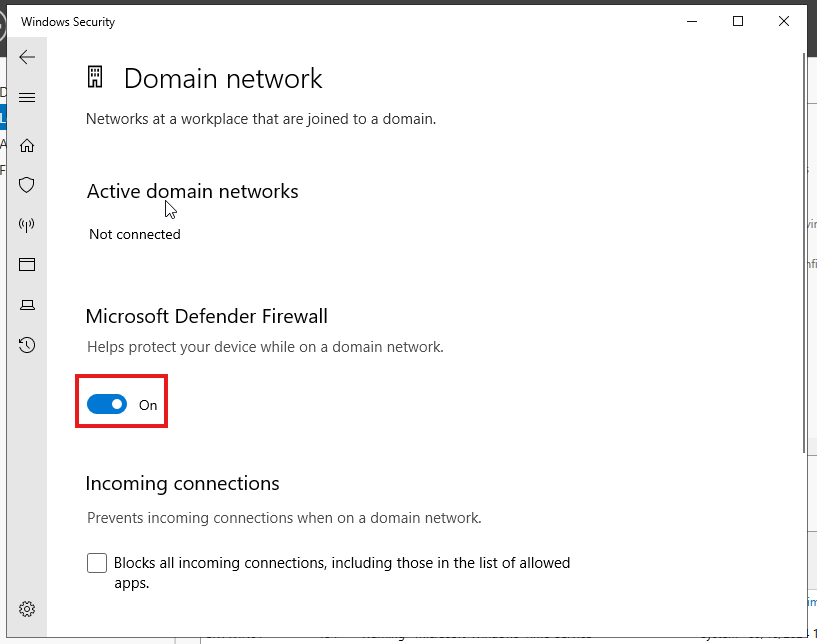 Windows Security
Domain network
Networks at a workplace that are joined to a domain.
Active domain networks
Not connected
Microsoft Defender Firewall
Helps protect your device while on a domain network.
On
Incoming connections
Prevents incoming connections when on a domain network.
Blocks all incoming connections, including those in the list of allowed
apps.